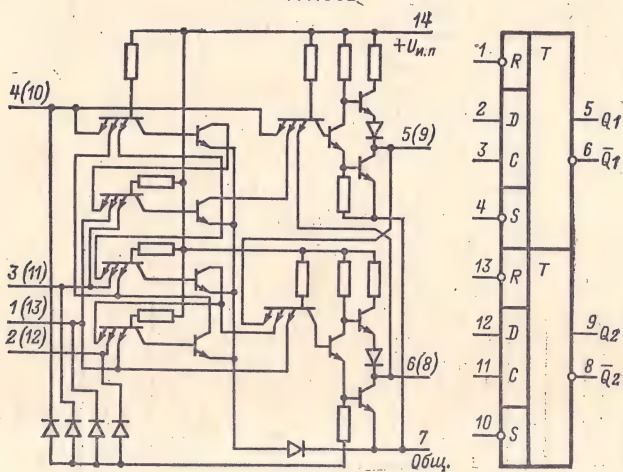 14
+Uи.п
4(10)
5(9)
3(11)
1(13)
2(12)
6(8)
7
Общ.
1 R T
2 D 5 Q1
3 C 6 Q̅1
4 S
13 R T
12 D 9 Q2
11 C 8 Q̅2
10 S